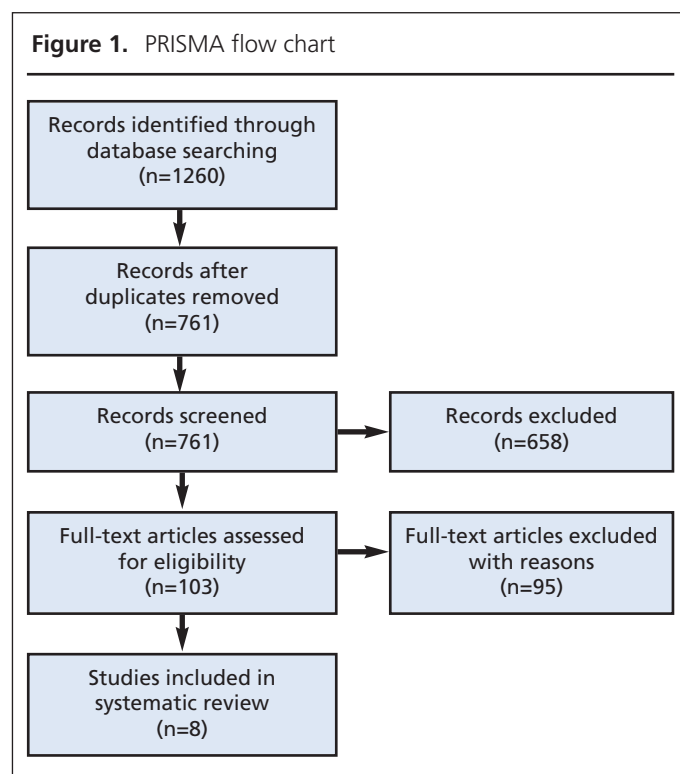 Figure 1. PRISMA flow chart
Records identified through
database searching
(n=1260)
Records after
duplicates removed
(n=761)
Records screened
(n=761)
Records excluded
(n=658)
Full-text articles assessed
for eligibility
(n=103)
Full-text articles excluded
with reasons
(n=95)
Studies included in
systematic review
(n=8)